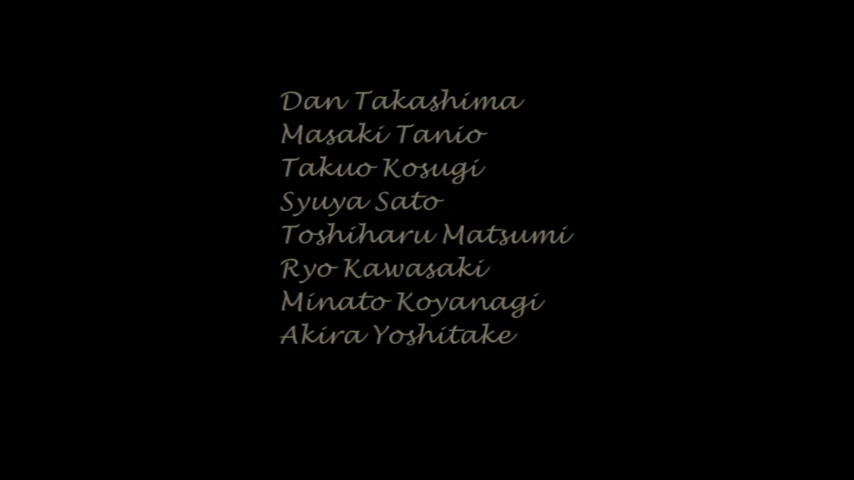 Dan Takashima
Masaki Tanio
Takuo Kosugi
Syuya Sato
Toshiharu Matsumi
Ryo Kawasaki
Minato Koyanagi
Akira Yoshitake